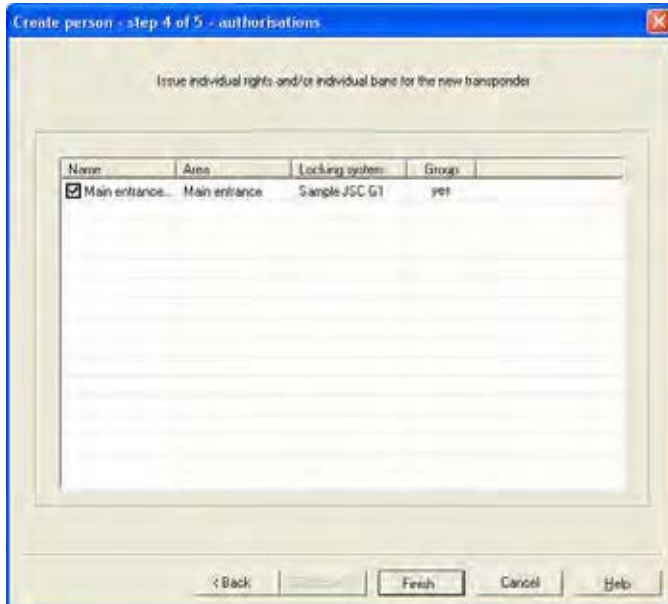 Create person - step 4 of 5 - authorisations
Issue individual rights and/or individual bans for the new transponder
Name Area Locking system Group
Main entrance... Main entrance Sample JSC G1 yes
< Back Finish Cancel Help